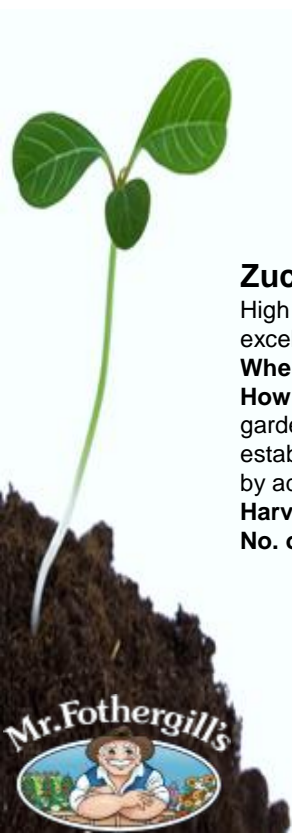 Zuc
High
exce
Whe
How
garde
estab
by ac
Harv
No. o
Mr. Fothergill's